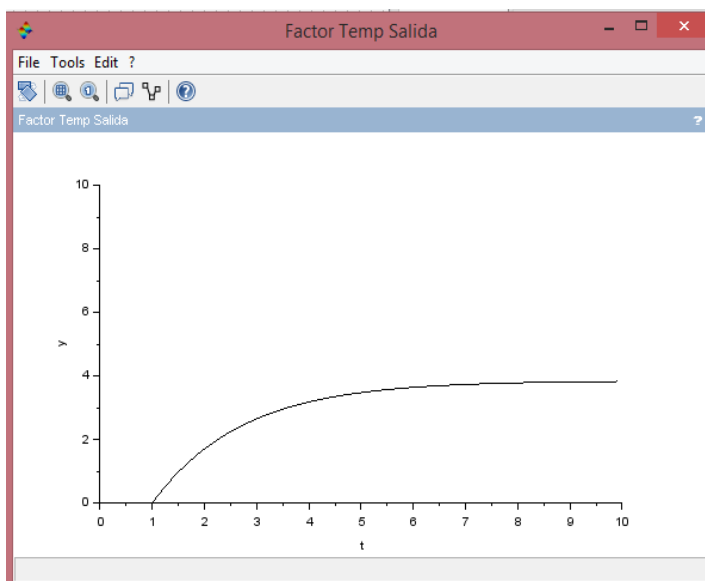 Factor Temp Salida
File Tools Edit ?
Factor Temp Salida ?
10
8
6
y
4
2
0
0 1 2 3 4 5 6 7 8 9 10
t